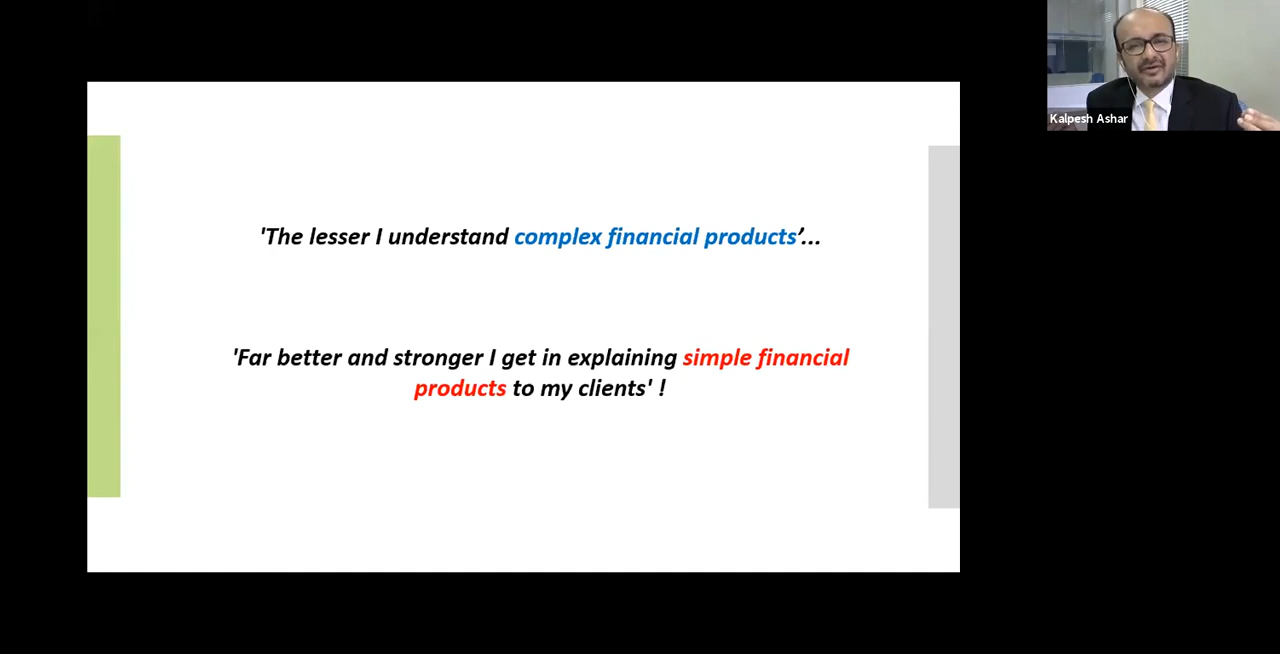 Kalpesh Ashar
'The lesser I understand complex financial products’...
'Far better and stronger I get in explaining simple financial
products to my clients' !